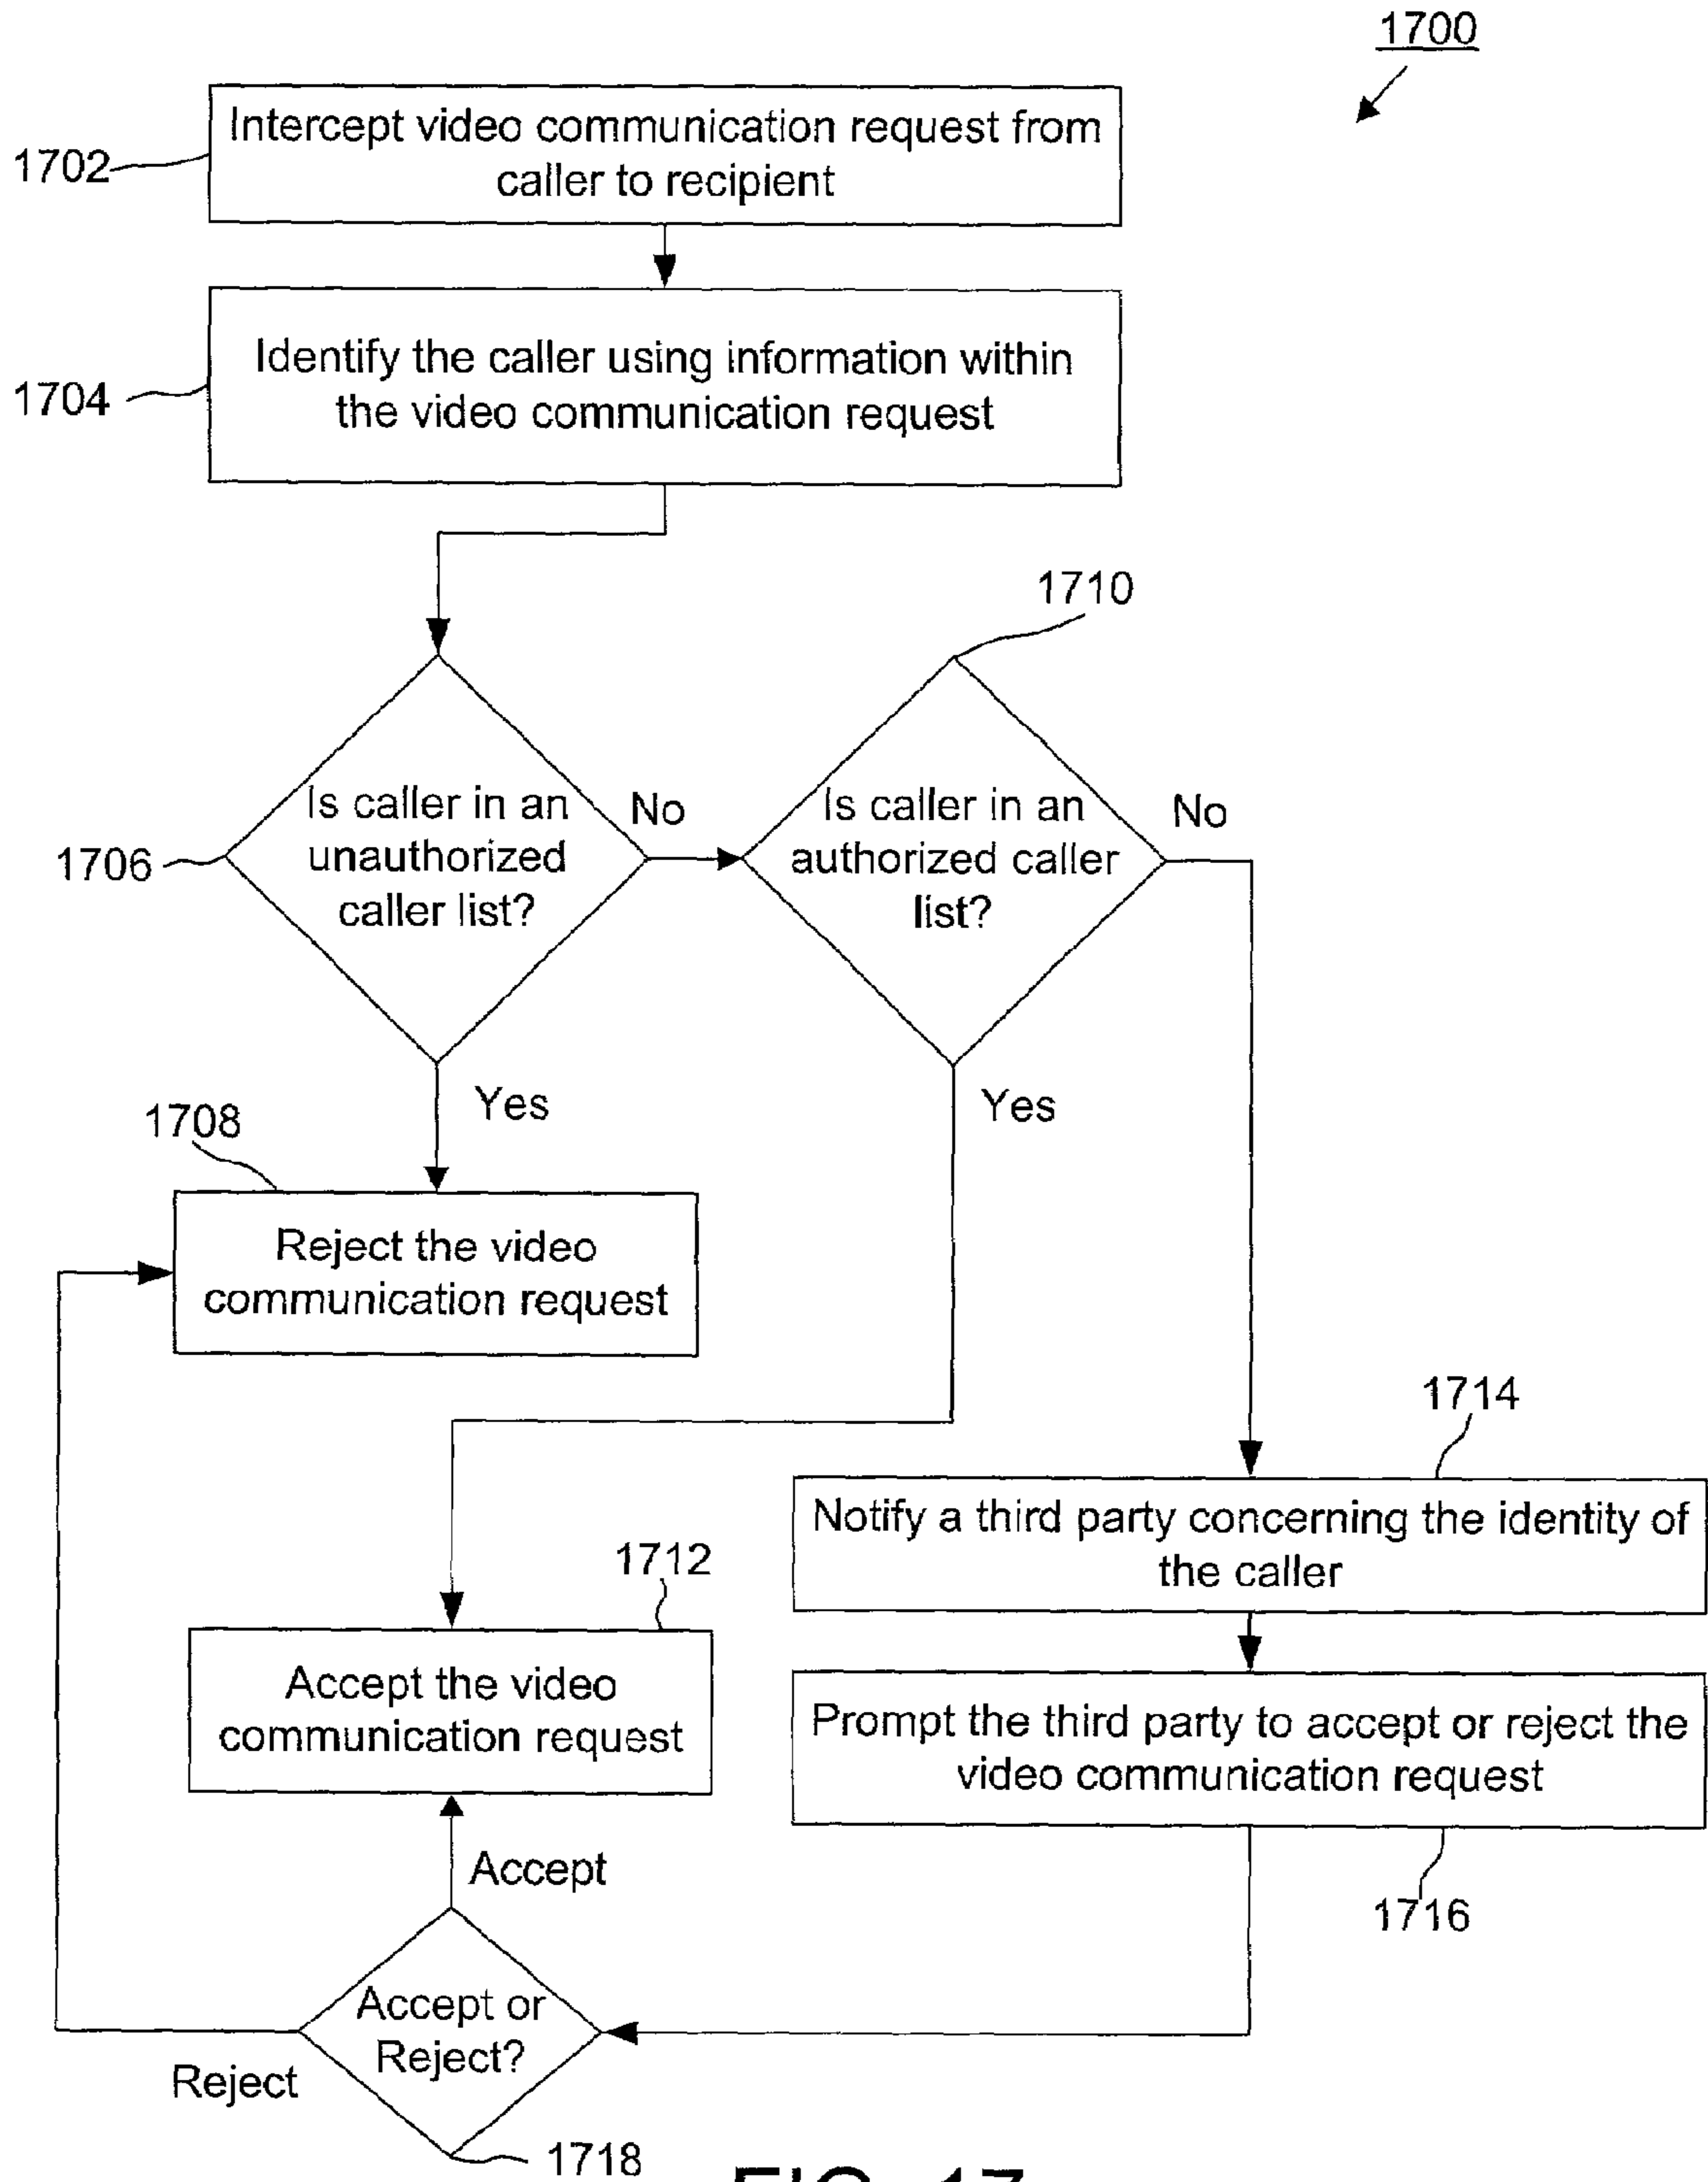 1700
Intercept video communication request from
caller to recipient
1702
Identify the caller using information within
the video communication request
1704
1710
Is caller in an
unauthorized
caller list?
1706
No
Is caller in an
authorized caller
list?
No
Yes
Yes
1708
Reject the video
communication request
1714
Notify a third party concerning the identity of
the caller
1712
Accept the video
communication request
Prompt the third party to accept or reject the
video communication request
1716
Accept
Accept or
Reject?
Reject
1718
FIG. 17